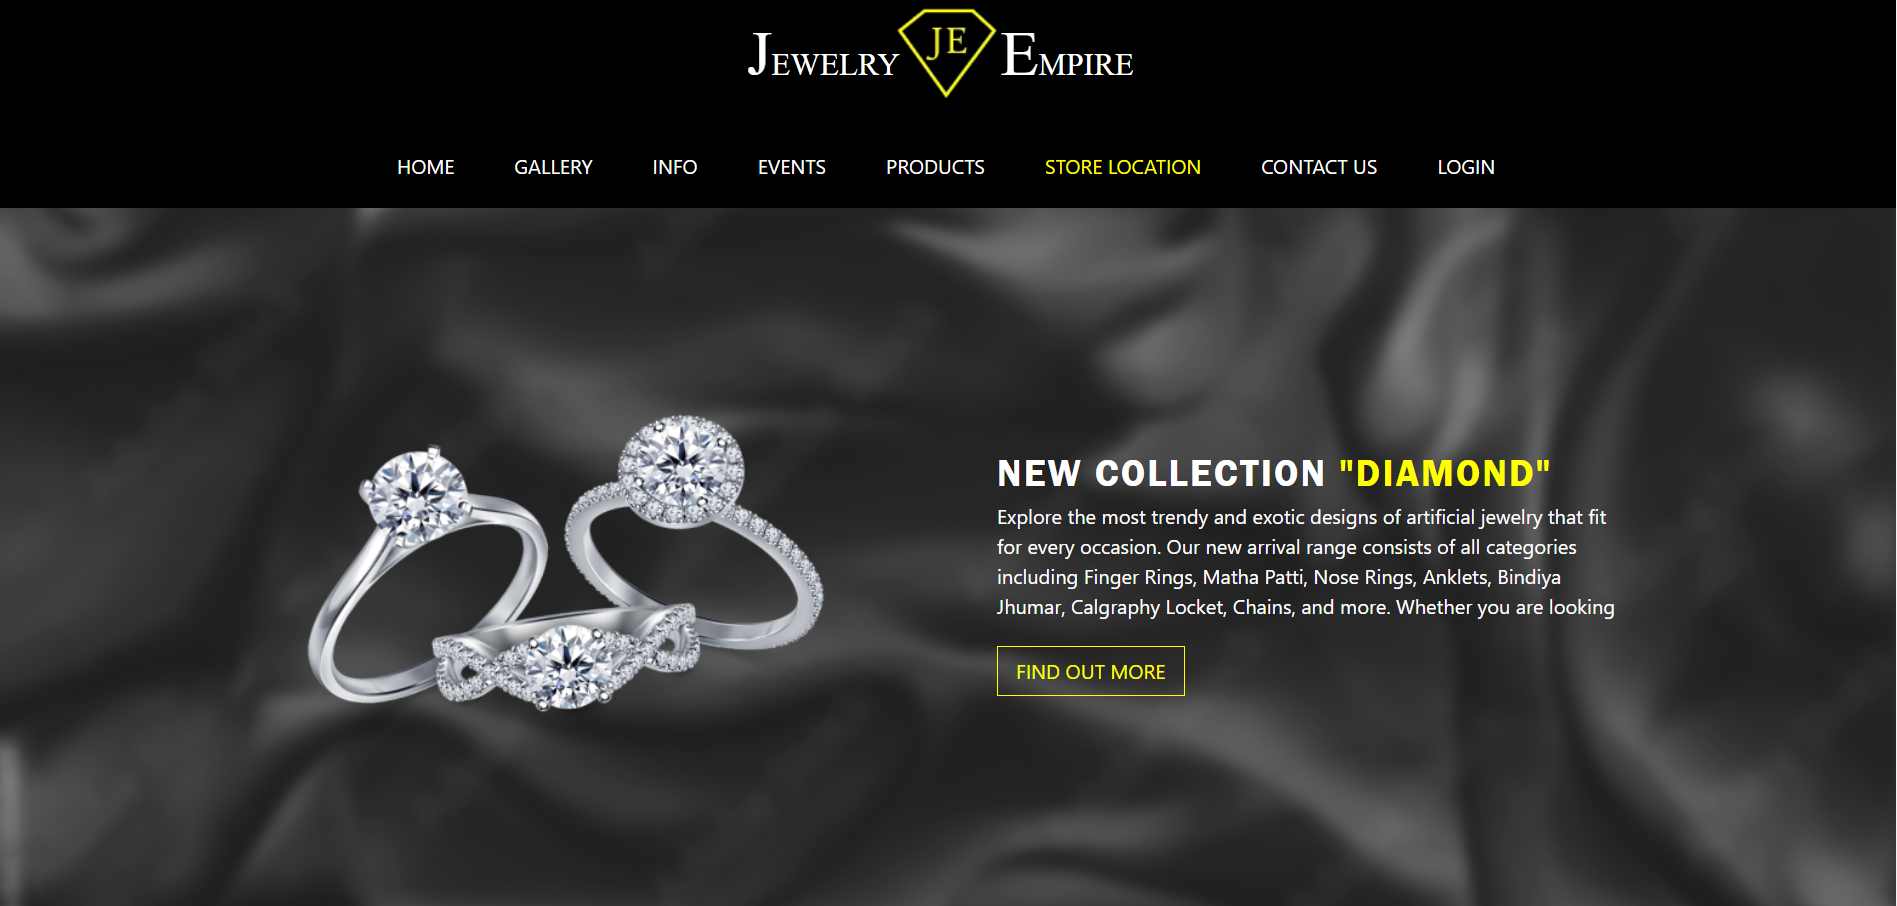 JEWELRY JE EMPIRE
HOME GALLERY INFO EVENTS PRODUCTS STORE LOCATION CONTACT US LOGIN
NEW COLLECTION "DIAMOND"
Explore the most trendy and exotic designs of artificial jewelry that fit
for every occasion. Our new arrival range consists of all categories
including Finger Rings, Matha Patti, Nose Rings, Anklets, Bindiya
Jhumar, Calgraphy Locket, Chains, and more. Whether you are looking
FIND OUT MORE